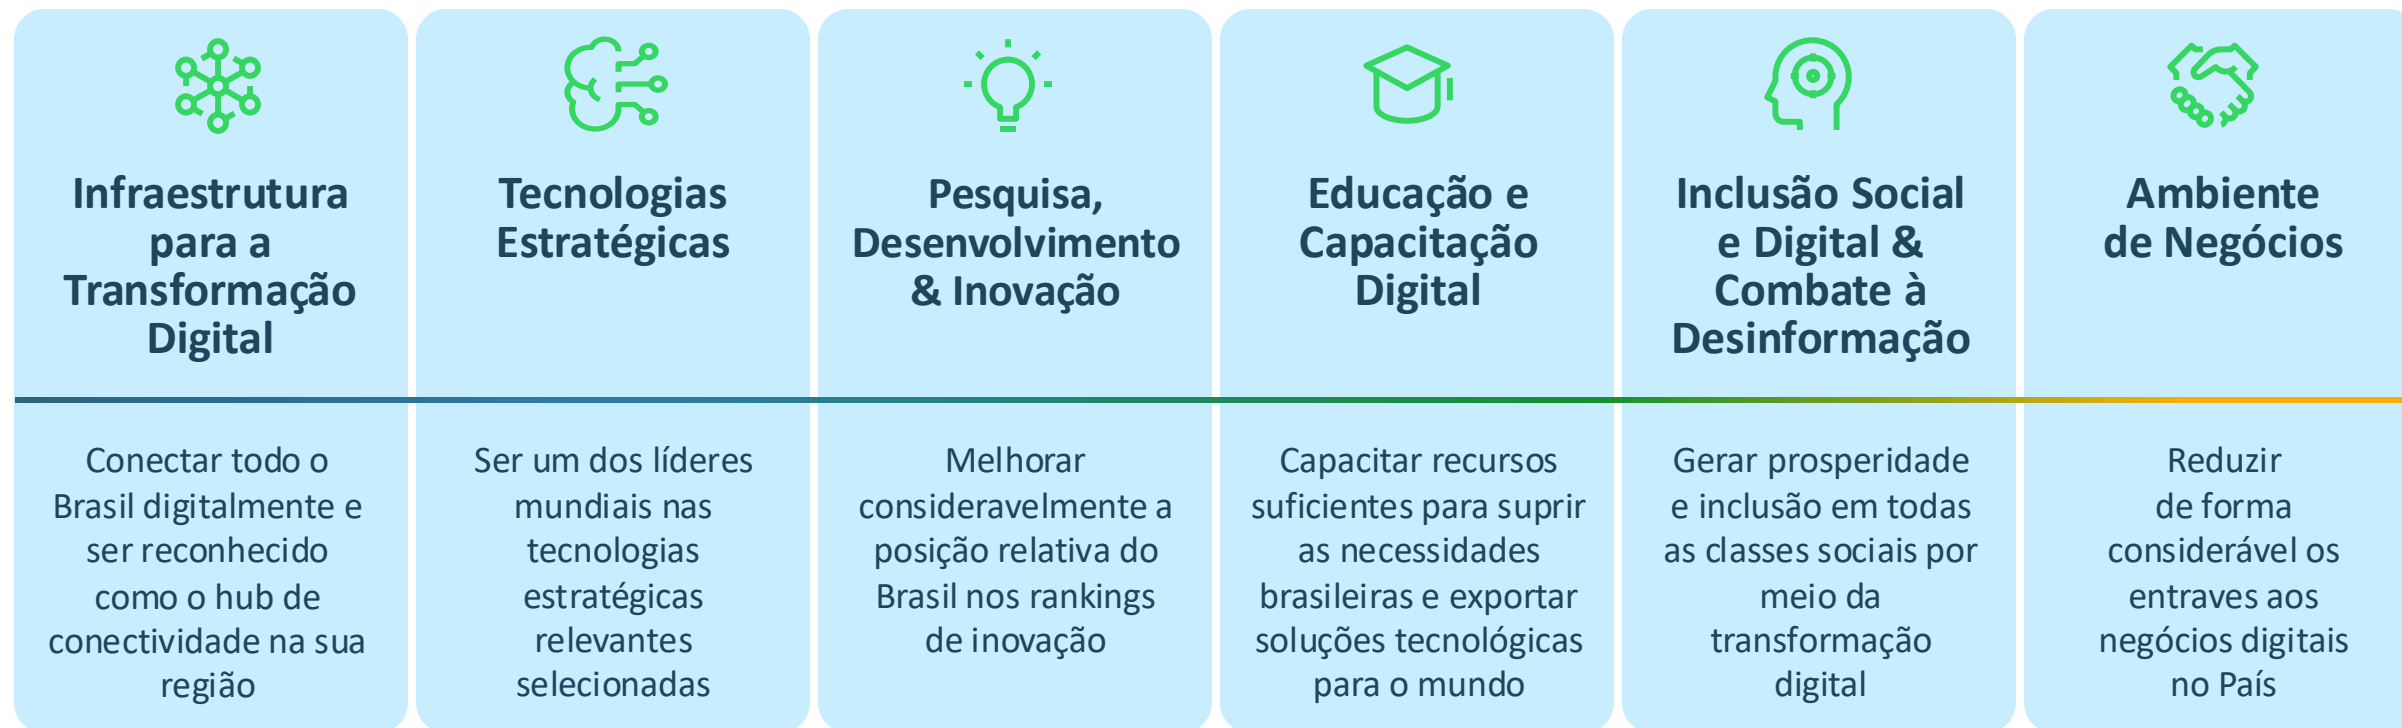 Infraestrutura
para a
Transformação
Digital
Conectar todo o
Brasil digitalmente e
ser reconhecido
como o hub de
conectividade na sua
região
Tecnologias
Estratégicas
Ser um dos líderes
mundiais nas
tecnologias
estratégicas
relevantes
selecionadas
Pesquisa,
Desenvolvimento
& Inovação
Melhorar
consideravelmente a
posição relativa do
Brasil nos rankings
de inovação
Educação e
Capacitação
Digital
Capacitar recursos
suficientes para suprir
as necessidades
brasileiras e exportar
soluções tecnológicas
para o mundo
Inclusão Social
e Digital &
Combate à
Desinformação
Gerar prosperidade
e inclusão em todas
as classes sociais por
meio da
transformação
digital
Ambiente
de Negócios
Reduzir
de forma
considerável os
entraves aos
negócios digitais
no País